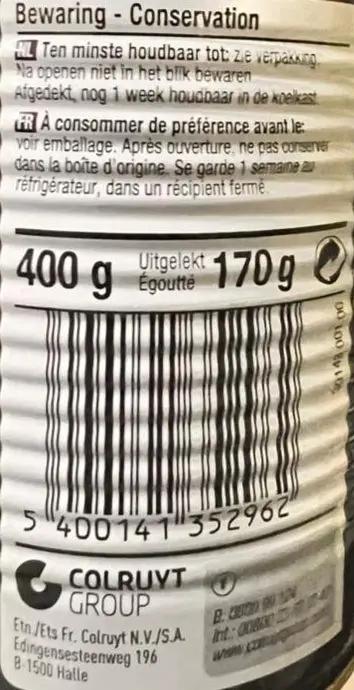 Bewaring - Conservation
NL Ten minste houdbaar tot: zie verpakking.
Na openen niet in het blik bewaren
Afgedekt, nog 1 week houdbaar in de koelkast.
FR À consommer de préférence avant le:
voir emballage. Après ouverture, ne pas conserver
dans la boîte d'origine. Se garde 1 semaine au
réfrigérateur, dans un récipient fermé.
400 g Uitgelekt 170 g
Égoutté
5 400141 352962
COLRUYT
GROUP
Etn./Ets Fr. Colruyt N.V./S.A.
Edingensesteenweg 196
B-1500 Halle
B: 0800
Int.: